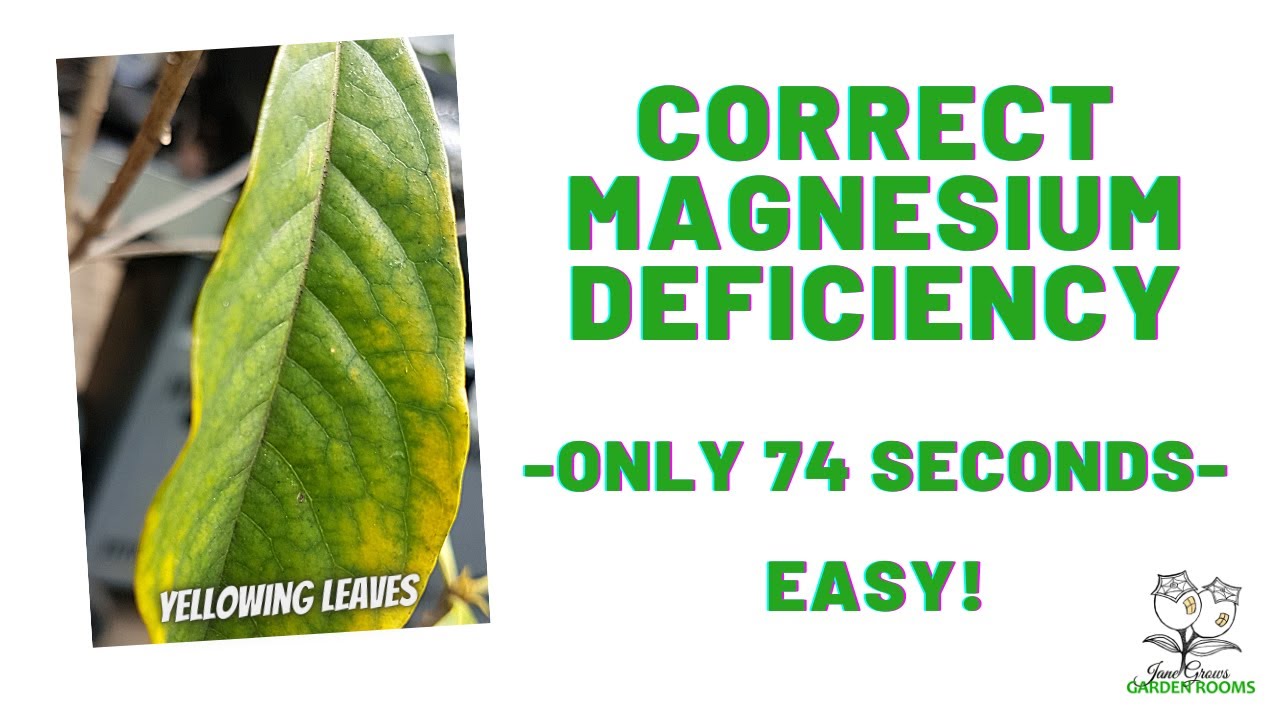 CORRECT
MAGNESIUM
DEFICIENCY
-ONLY 74 SECONDS-
EASY!
YELLOWING LEAVES
Jane Grows
GARDEN ROOMS